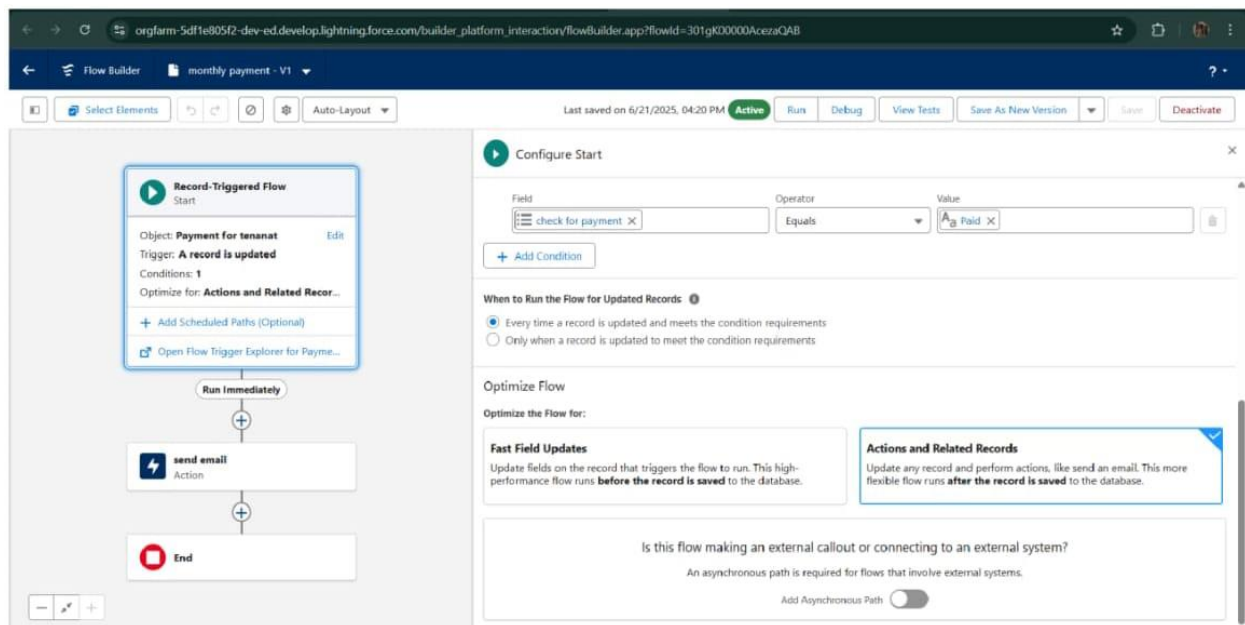 orgfarm-5df1e805f2-dev-ed.develop.lightning.force.com/builder_platform_interaction/flowBuilder.app?flowId=301gK00000AcezaQAB
Flow Builder monthly payment - V1 ?
Select Elements Auto-Layout Last saved on 6/21/2025, 04:20 PM Active Run Debug View Tests Save As New Version Save Deactivate
Record-Triggered Flow
Start
Object: Payment for tenanat Edit
Trigger: A record is updated
Conditions: 1
Optimize for: Actions and Related Recor...
+ Add Scheduled Paths (Optional)
Open Flow Trigger Explorer for Payme...
Run Immediately
send email
Action
End
Configure Start
Field Operator Value
check for payment Equals Aa Paid
+ Add Condition
When to Run the Flow for Updated Records
Every time a record is updated and meets the condition requirements
Only when a record is updated to meet the condition requirements
Optimize Flow
Optimize the Flow for:
Fast Field Updates
Update fields on the record that triggers the flow to run. This high-
performance flow runs before the record is saved to the database.
Actions and Related Records
Update any record and perform actions, like send an email. This more
flexible flow runs after the record is saved to the database.
Is this flow making an external callout or connecting to an external system?
An asynchronous path is required for flows that involve external systems.
Add Asynchronous Path